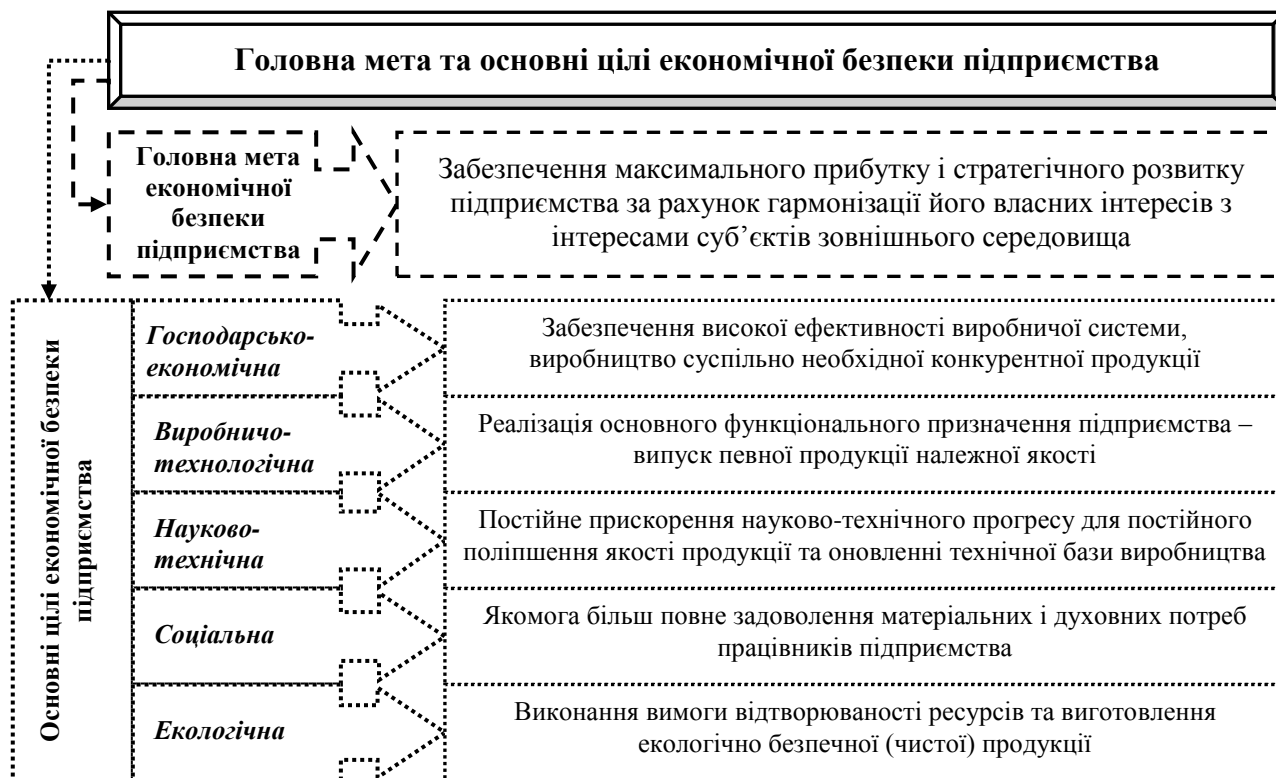 Головна мета та основні цілі економічної безпеки підприємства
Головна мета
економічної
безпеки
підприємства
Забезпечення максимального прибутку і стратегічного розвитку
підприємства за рахунок гармонізації його власних інтересів з
інтересами суб’єктів зовнішнього середовища
Основні цілі економічної безпеки
підприємства
Господарсько-
економічна
Забезпечення високої ефективності виробничої системи,
виробництво суспільно необхідної конкурентної продукції
Виробничо-
технологічна
Реалізація основного функціонального призначення підприємства –
випуск певної продукції належної якості
Науково-
технічна
Постійне прискорення науково-технічного прогресу для постійного
поліпшення якості продукції та оновленні технічної бази виробництва
Соціальна
Якомога більш повне задоволення матеріальних і духовних потреб
працівників підприємства
Екологічна
Виконання вимоги відтворюваності ресурсів та виготовлення
екологічно безпечної (чистої) продукції